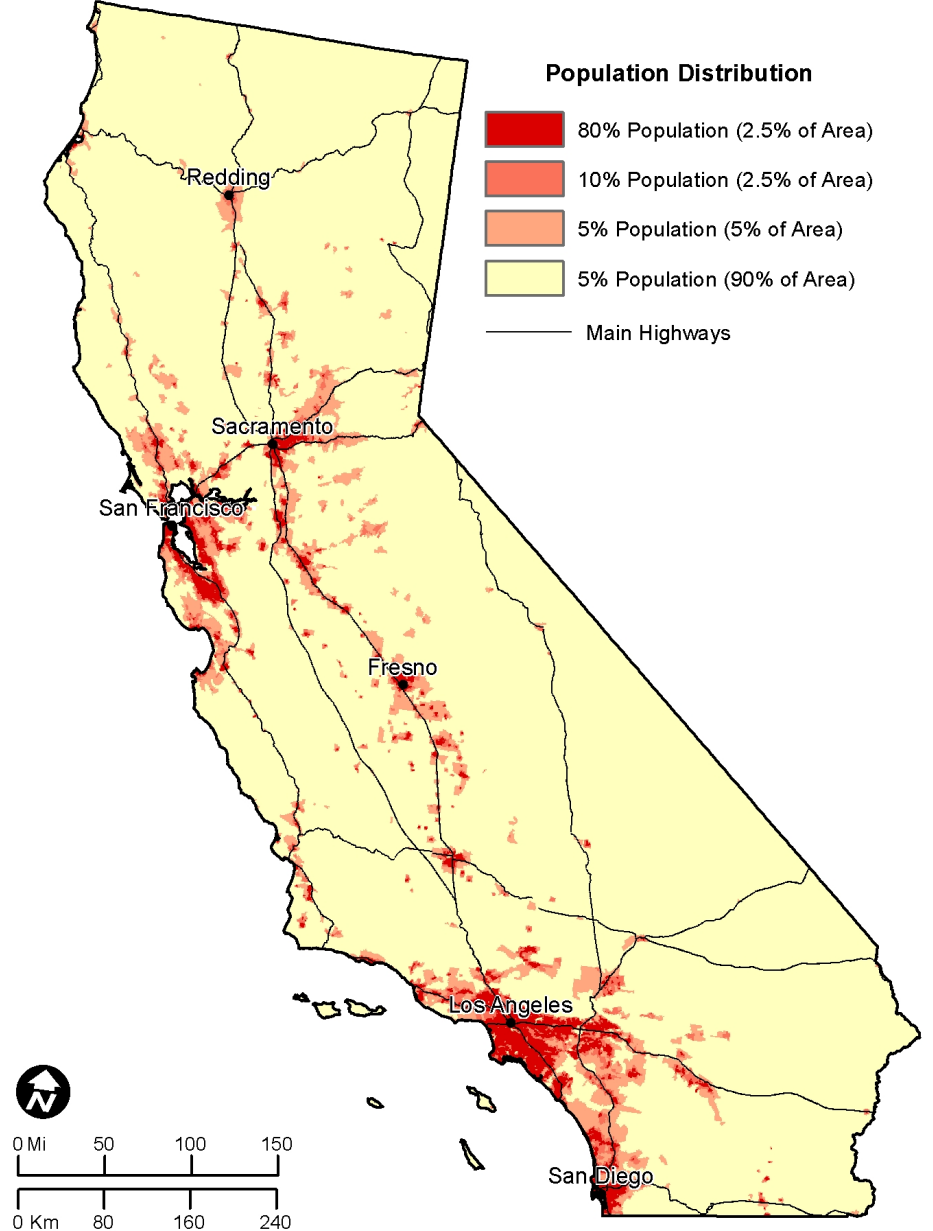 Population Distribution
80% Population (2.5% of Area)
10% Population (2.5% of Area)
5% Population (5% of Area)
5% Population (90% of Area)
Main Highways
Redding
Sacramento
San Francisco
Fresno
Los Angeles
San Diego
N
0 Mi 50 100 150
0 Km 80 160 240